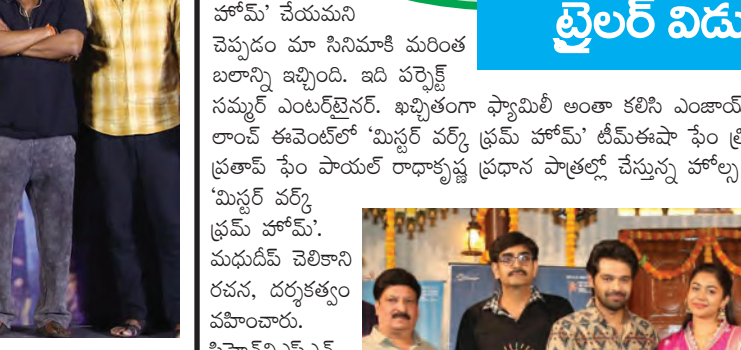 ట్రైలర్ విడు
హోమ్’ చేయమని
చెప్పడం మా సినిమాకి మరింత
బలాన్ని ఇచ్చింది. ఇది పర్ఫెక్ట్
సమ్మర్ ఎంటర్‌టైనర్. ఖచ్చితంగా ఫ్యామిలీ అంతా కలిసి ఎంజాయ్
లాంచ్ ఈవెంట్‌లో ‘మిస్టర్ వర్క్ ఫ్రమ్ హోమ్’ టీమ్‌ఈషా ఫేం త్రి
ప్రతాప్ ఫేం పాయల్ రాధాకృష్ణ ప్రధాన పాత్రల్లో చేస్తున్న హోల్స
‘మిస్టర్ వర్క్
ఫ్రమ్ హోమ్’.
మధుదీప్ చెలికాని
రచన, దర్శకత్వం
వహించారు.